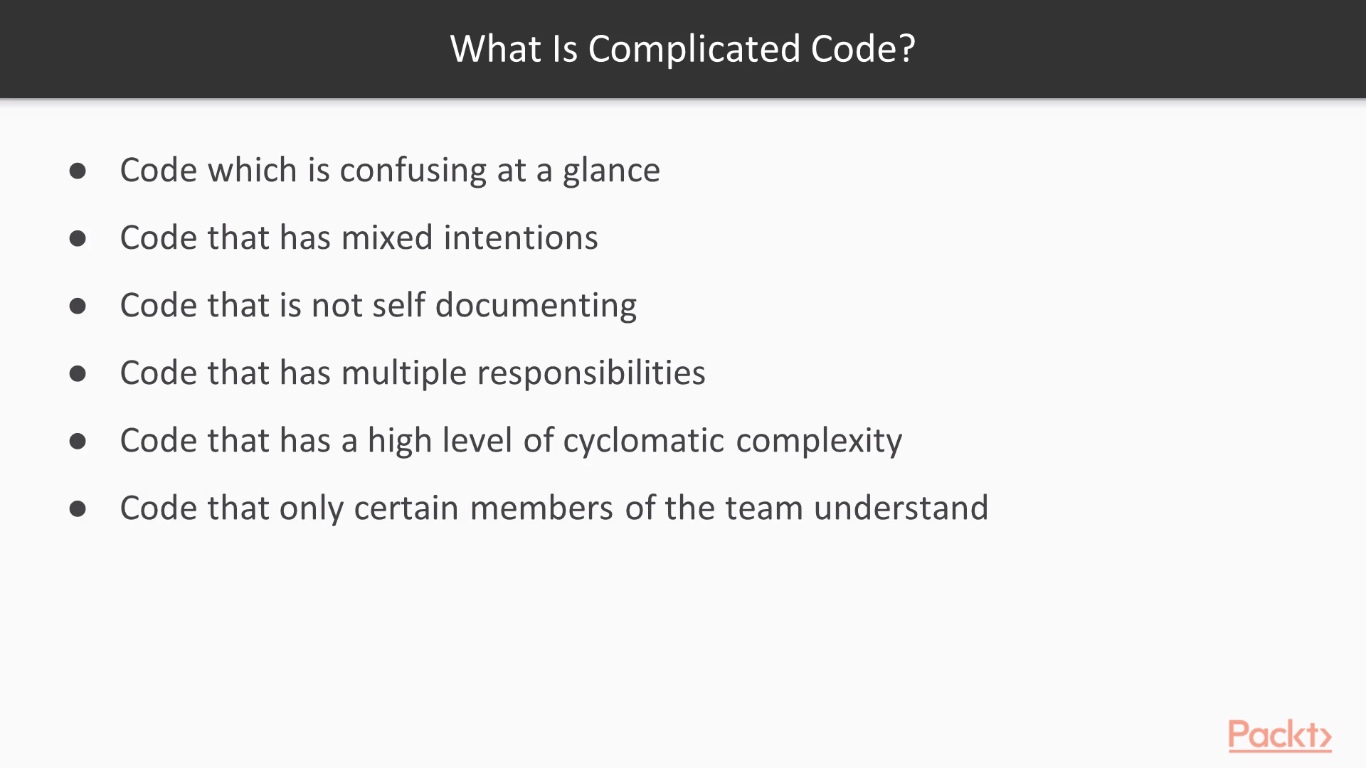 What Is Complicated Code?
● Code which is confusing at a glance
● Code that has mixed intentions
● Code that is not self documenting
● Code that has multiple responsibilities
● Code that has a high level of cyclomatic complexity
● Code that only certain members of the team understand
Packt>